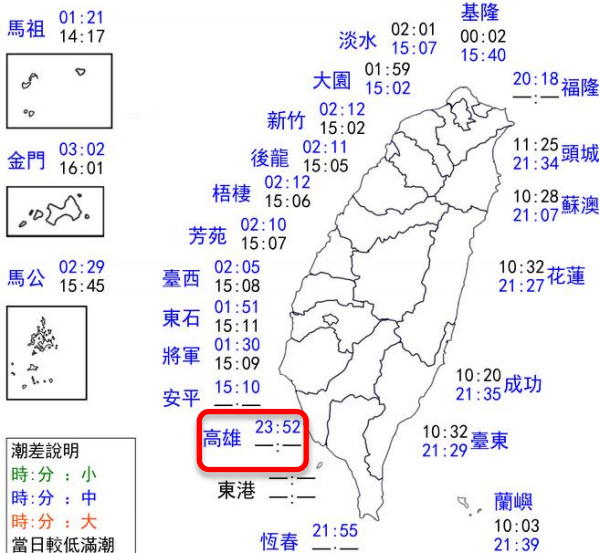 馬祖 01:21
14:17
金門 03:02
16:01
馬公 02:29
15:45
基隆
00:02
15:40
淡水 02:01
15:07
大園 01:59
15:02
新竹 02:12
15:02
後龍 02:11
15:05
梧棲 02:12
15:06
芳苑 02:10
15:07
臺西 02:05
15:08
東石 01:51
15:11
將軍 01:30
15:09
安平 15:10
—:—
高雄 23:52
—:—
東港 —:—
—:—
恆春 21:55
—:—
20:18 福隆
—:—
11:25 頭城
21:34
10:28 蘇澳
21:07
10:32 花蓮
21:27
10:20 成功
21:35
10:32 臺東
21:29
蘭嶼
10:03
21:39
潮差說明
時:分 : 小
時:分 : 中
時:分 : 大
當日較低滿潮